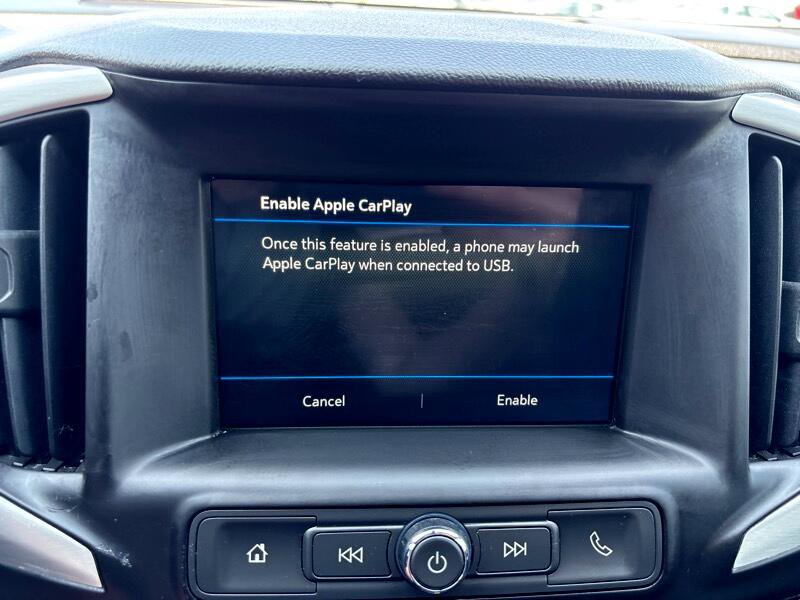 Enable Apple CarPlay
Once this feature is enabled, a phone may launch
Apple CarPlay when connected to USB.
Cancel | Enable